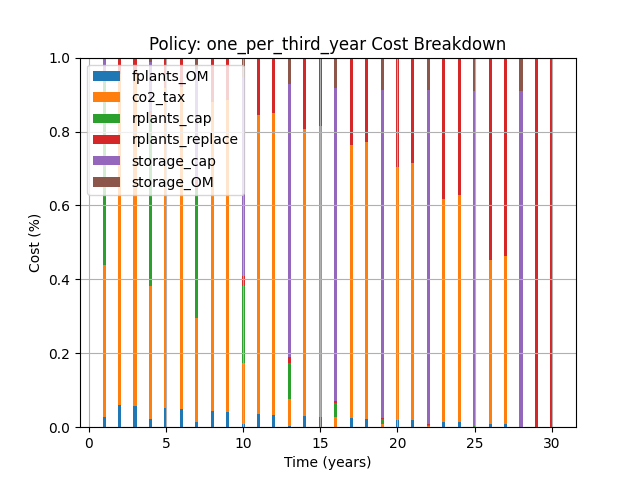 Policy: one_per_third_year Cost Breakdown
1.0
0.8
0.6
0.4
0.2
0.0
Cost (%)
fplants_OM
co2_tax
rplants_cap
rplants_replace
storage_cap
storage_OM
0 5 10 15 20 25 30
Time (years)